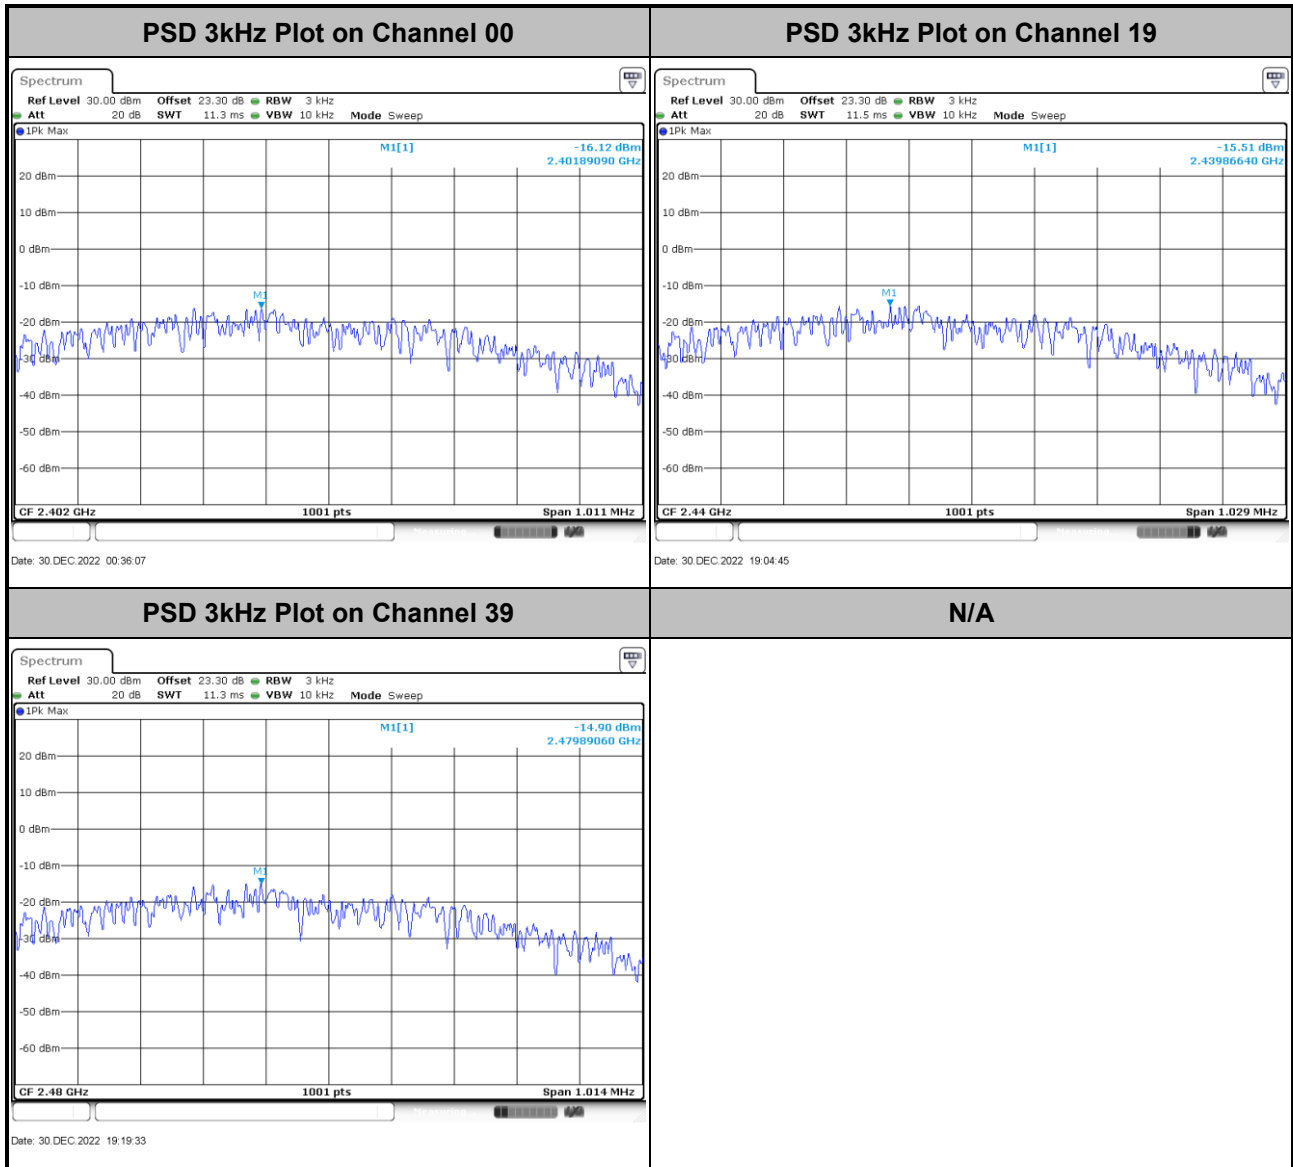 PSD 3kHz Plot on Channel 00
Spectrum
Ref Level 30.00 dBm Offset 23.30 dB RBW 3 kHz
Att 20 dB SWT 11.3 ms VBW 10 kHz Mode Sweep
1Pk Max
M1[1] -16.12 dBm
2.40189090 GHz
20 dBm
10 dBm
0 dBm
-10 dBm
M1
-20 dBm
-30 dBm
-40 dBm
-50 dBm
-60 dBm
CF 2.402 GHz 1001 pts Span 1.011 MHz
Measuring...
Date: 30.DEC.2022 00:36:07
PSD 3kHz Plot on Channel 19
Spectrum
Ref Level 30.00 dBm Offset 23.30 dB RBW 3 kHz
Att 20 dB SWT 11.5 ms VBW 10 kHz Mode Sweep
1Pk Max
M1[1] -15.51 dBm
2.43986640 GHz
20 dBm
10 dBm
0 dBm
-10 dBm
M1
-20 dBm
-30 dBm
-40 dBm
-50 dBm
-60 dBm
CF 2.44 GHz 1001 pts Span 1.029 MHz
Measuring...
Date: 30.DEC.2022 19:04:45
PSD 3kHz Plot on Channel 39
Spectrum
Ref Level 30.00 dBm Offset 23.30 dB RBW 3 kHz
Att 20 dB SWT 11.3 ms VBW 10 kHz Mode Sweep
1Pk Max
M1[1] -14.90 dBm
2.47989060 GHz
20 dBm
10 dBm
0 dBm
-10 dBm
M1
-20 dBm
-30 dBm
-40 dBm
-50 dBm
-60 dBm
CF 2.48 GHz 1001 pts Span 1.014 MHz
Measuring...
Date: 30.DEC.2022 19:19:33
N/A